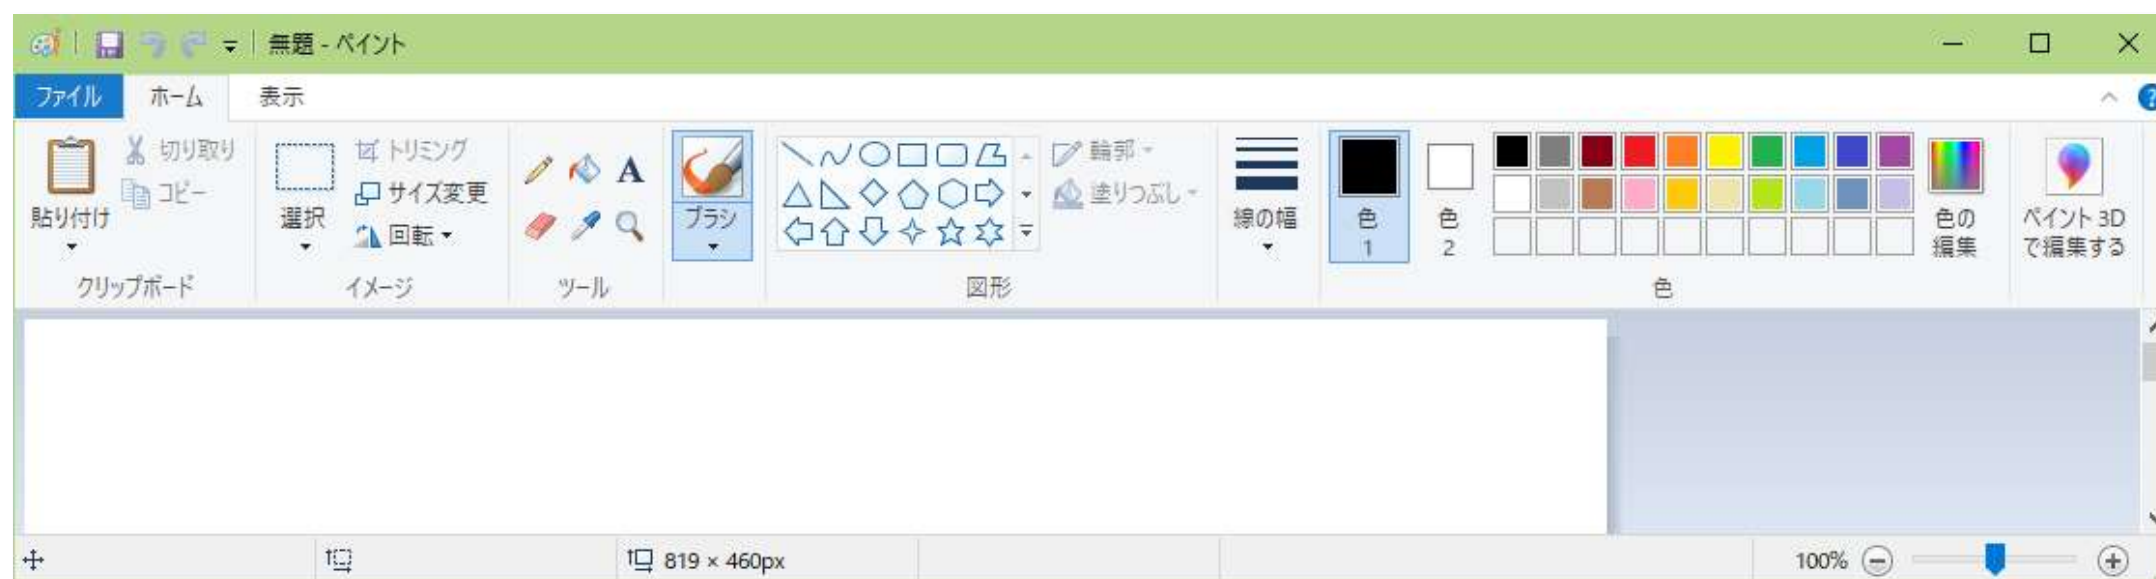 無題 - ペイント
ファイル
ホーム
表示
貼り付け
切り取り
コピー
クリップボード
選択
トリミング
サイズ変更
回転
イメージ
A
ツール
ブラシ
輪郭
塗りつぶし
図形
線の幅
色
1
色
2
色の
編集
色
ペイント 3D
で編集する
819 × 460px
100%